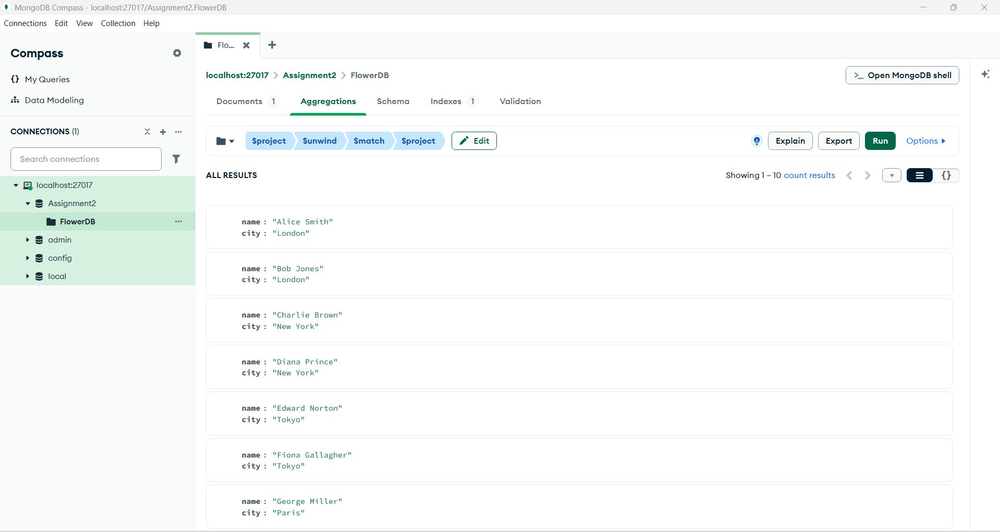 MongoDB Compass - localhost:27017/Assignment2.FlowerDB
Connections Edit View Collection Help
Compass
{} My Queries
Data Modeling
CONNECTIONS (1)
Search connections
localhost:27017
Assignment2
FlowerDB
admin
config
local
Flo...
localhost:27017 > Assignment2 > FlowerDB
>_ Open MongoDB shell
Documents 1 Aggregations Schema Indexes 1 Validation
$project $unwind $match $project Edit
Explain Export Run Options
ALL RESULTS
Showing 1 – 10 count results
{}
name : "Alice Smith"
city : "London"
name : "Bob Jones"
city : "London"
name : "Charlie Brown"
city : "New York"
name : "Diana Prince"
city : "New York"
name : "Edward Norton"
city : "Tokyo"
name : "Fiona Gallagher"
city : "Tokyo"
name : "George Miller"
city : "Paris"